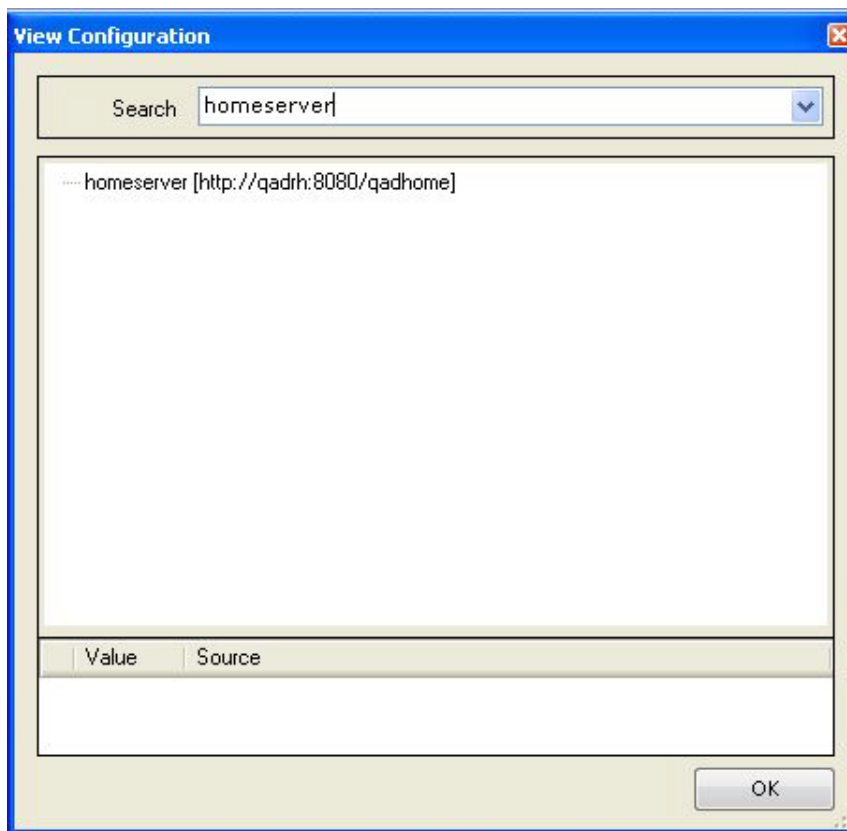 View Configuration
Search homeserver
homeserver [http://qadrh:8080/qadhome]
Value Source
OK